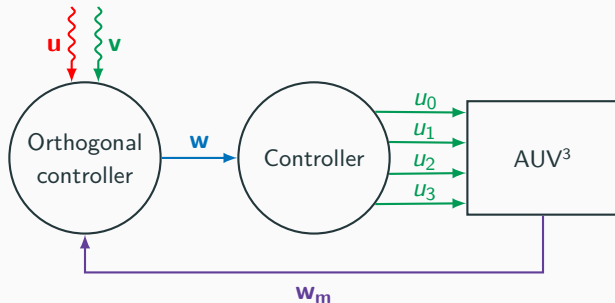 u v
Orthogonal
controller
w
Controller
u₀
u₁
u₂
u₃
AUV³
wₘ